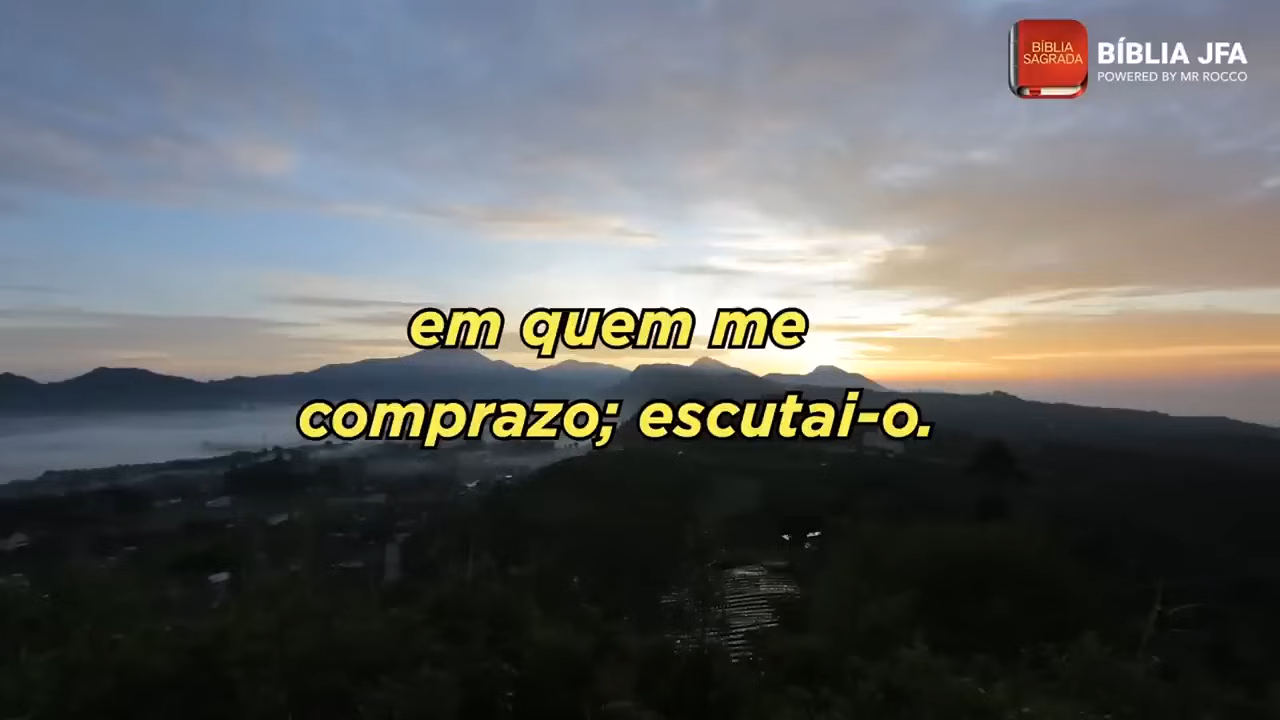 BÍBLIA
SAGRADA
BÍBLIA JFA
POWERED BY MR ROCCO
em quem me
comprazo; escutai-o.